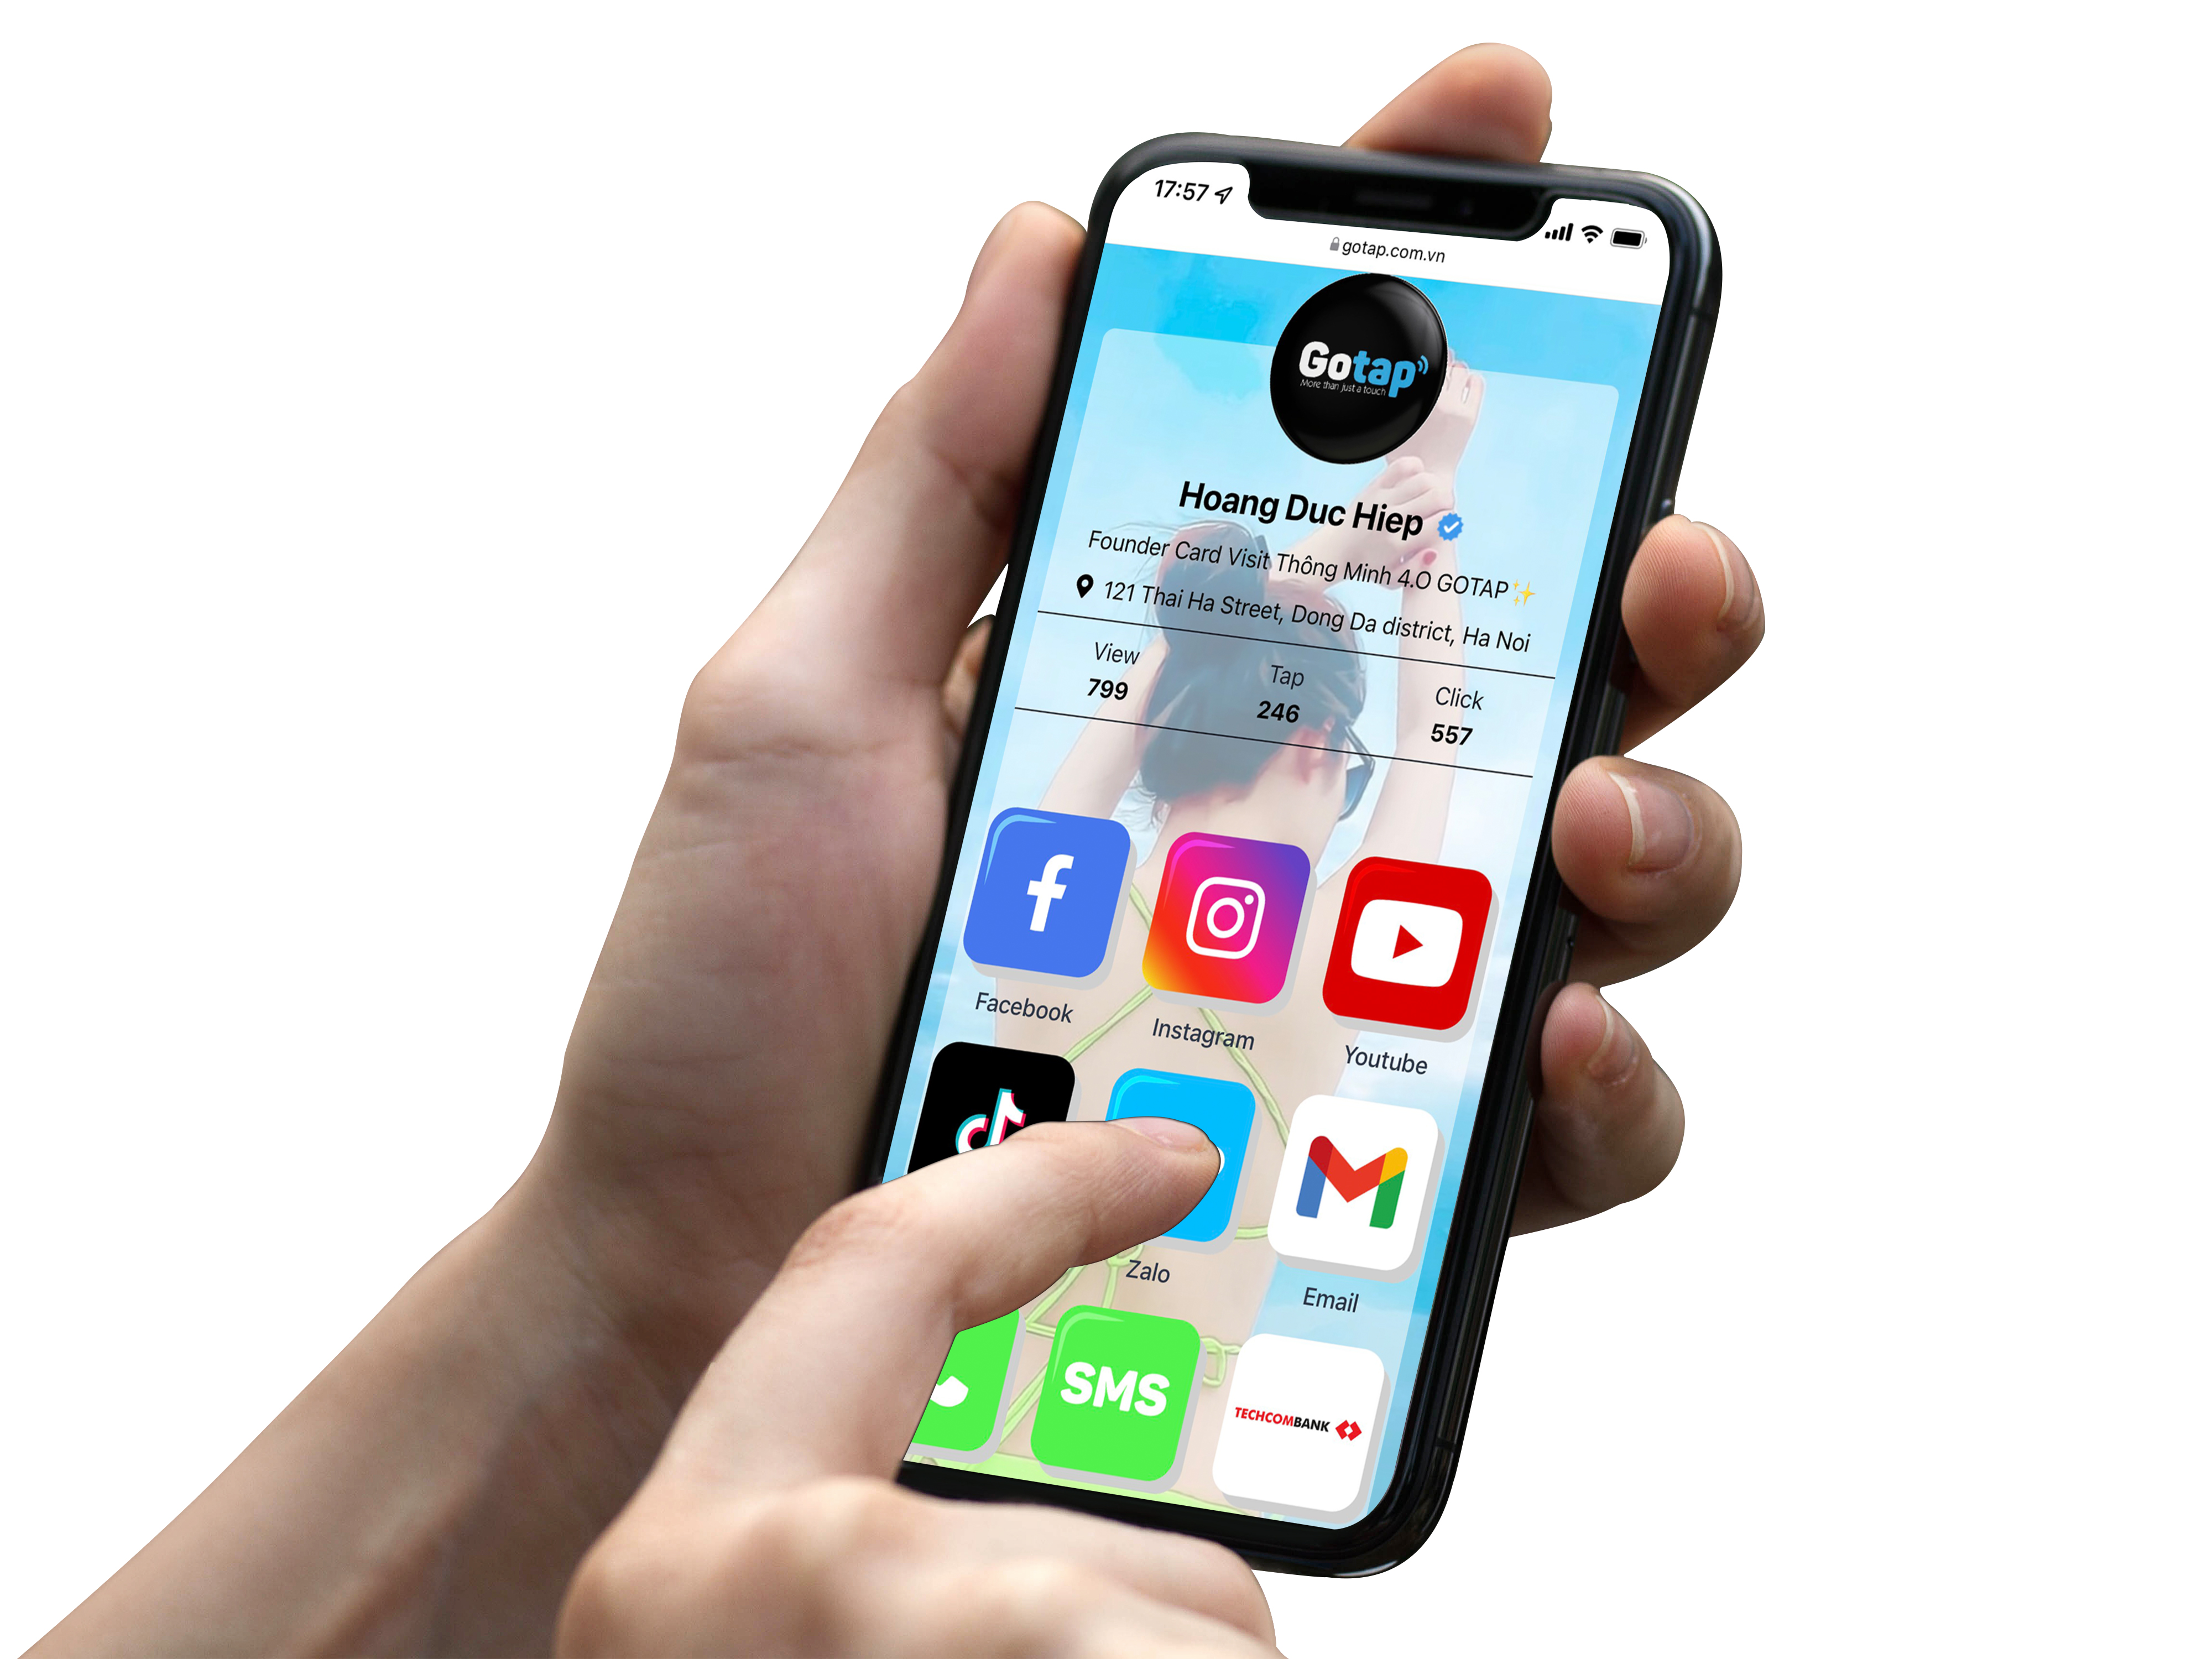 17:57
gotap.com.vn
Gotap
More than just a touch
Hoang Duc Hiep
Founder Card Visit Thông Minh 4.O GOTAP✨
121 Thai Ha Street, Dong Da district, Ha Noi
View Tap Click
799 246 557
Facebook Instagram Youtube
Zalo Email
SMS TECHCOMBANK